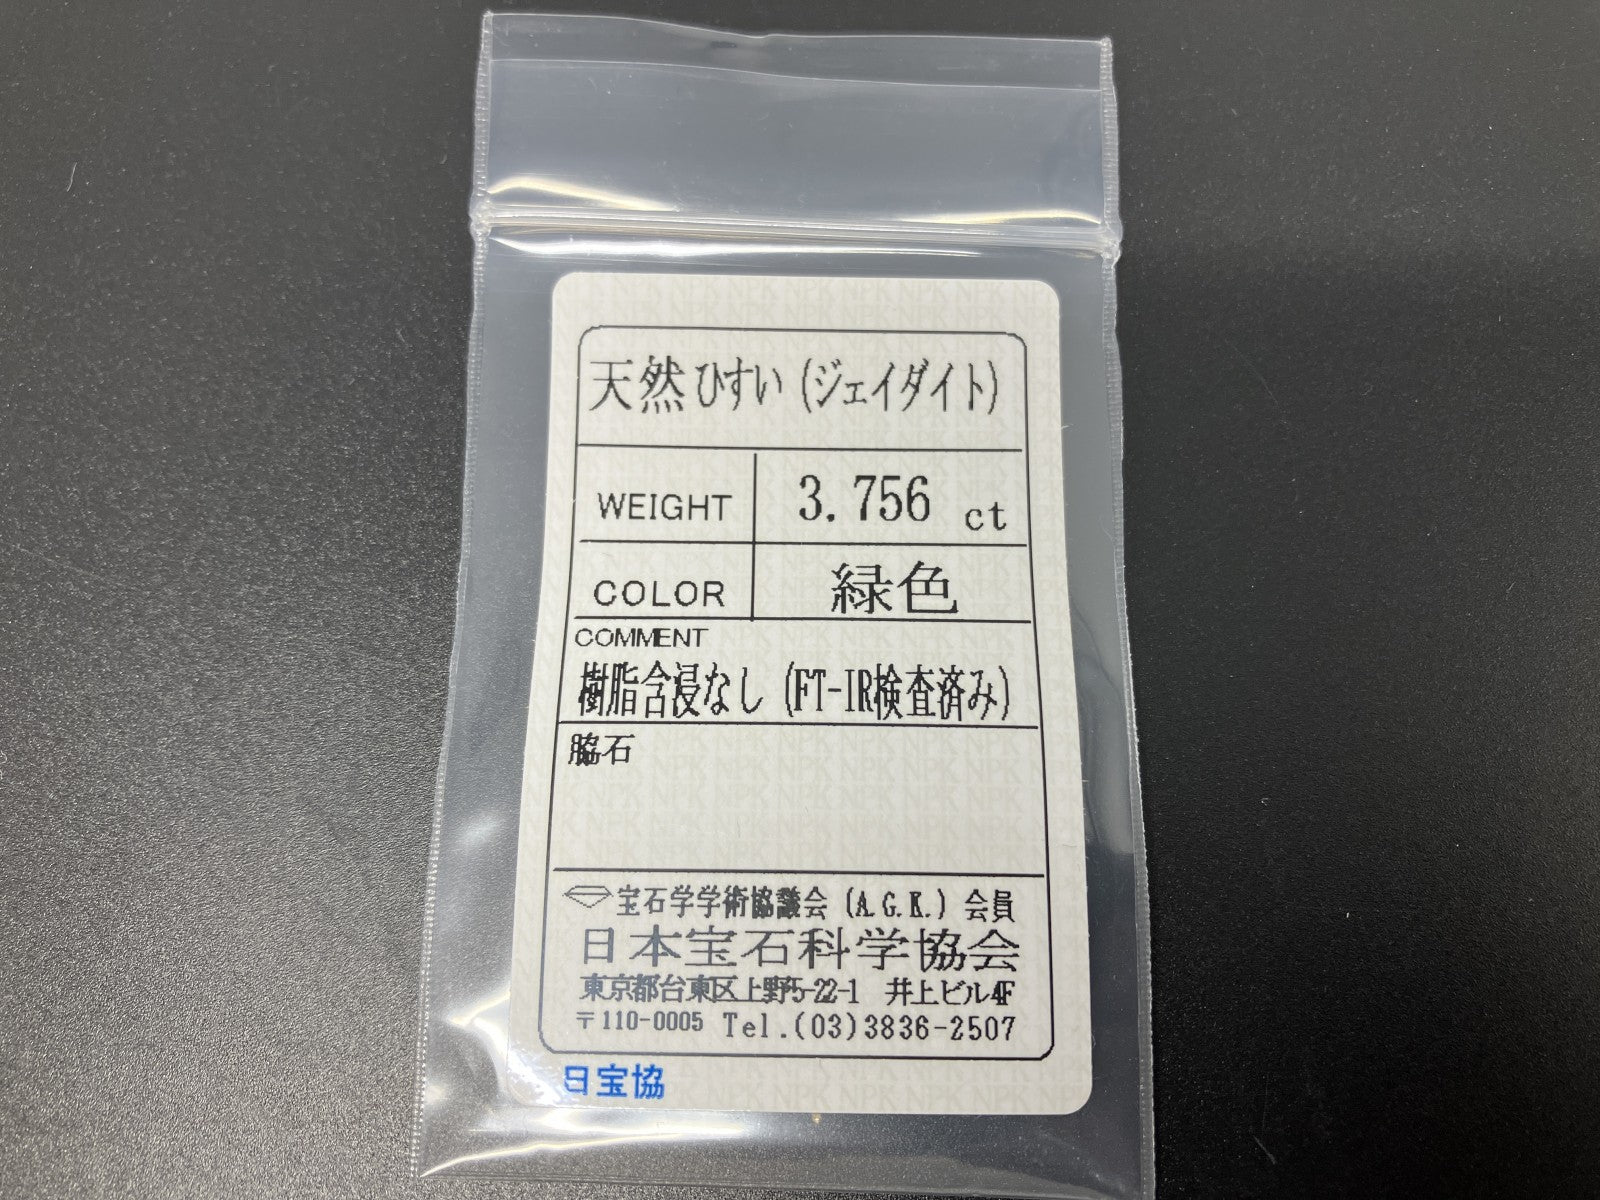 天然ひすい(ジェイダイト)
WEIGHT 3.756 ct
COLOR 緑色
COMMENT
樹脂含浸なし(FT-IR検査済み)
脇石
宝石学学術協議会(A.G.K.)会員
日本宝石科学協会
東京都台東区上野5-22-1 井上ビル4F
〒110-0005 Tel.(03)3836-2507
日宝協